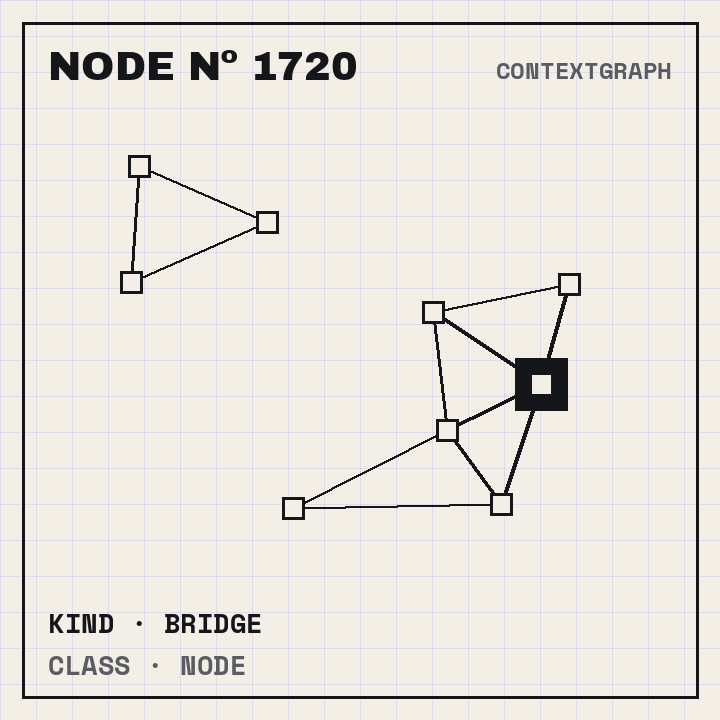 NODE Nº 1720
CONTEXTGRAPH
KIND · BRIDGE
CLASS · NODE